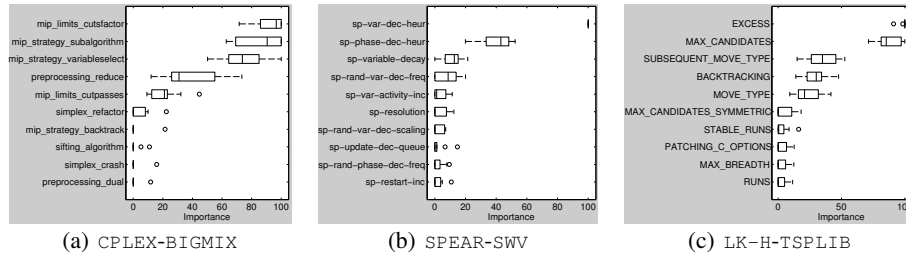 mip_limits_cutsfactor
mip_strategy_subalgorithm
mip_strategy_variableselect
preprocessing_reduce
mip_limits_cutpasses
simplex_refactor
mip_strategy_backtrack
sifting_algorithm
simplex_crash
preprocessing_dual
0 20 40 60 80 100
Importance
(a) CPLEX-BIGMIX
sp-var-dec-heur
sp-phase-dec-heur
sp-variable-decay
sp-rand-var-dec-freq
sp-var-activity-inc
sp-resolution
sp-rand-var-dec-scaling
sp-update-dec-queue
sp-rand-phase-dec-freq
sp-restart-inc
0 20 40 60 80 100
Importance
(b) SPEAR-SWV
EXCESS
MAX_CANDIDATES
SUBSEQUENT_MOVE_TYPE
BACKTRACKING
MOVE_TYPE
MAX_CANDIDATES_SYMMETRIC
STABLE_RUNS
PATCHING_C_OPTIONS
MAX_BREADTH
RUNS
0 50 100
Importance
(c) LK-H-TSPLIB